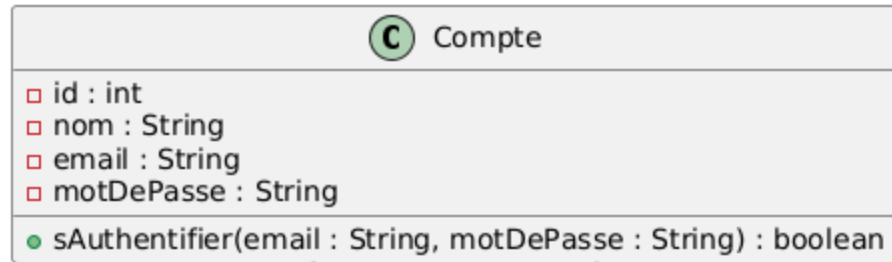 C Compte
id : int
nom : String
email : String
motDePasse : String
sAuthentifier(email : String, motDePasse : String) : boolean